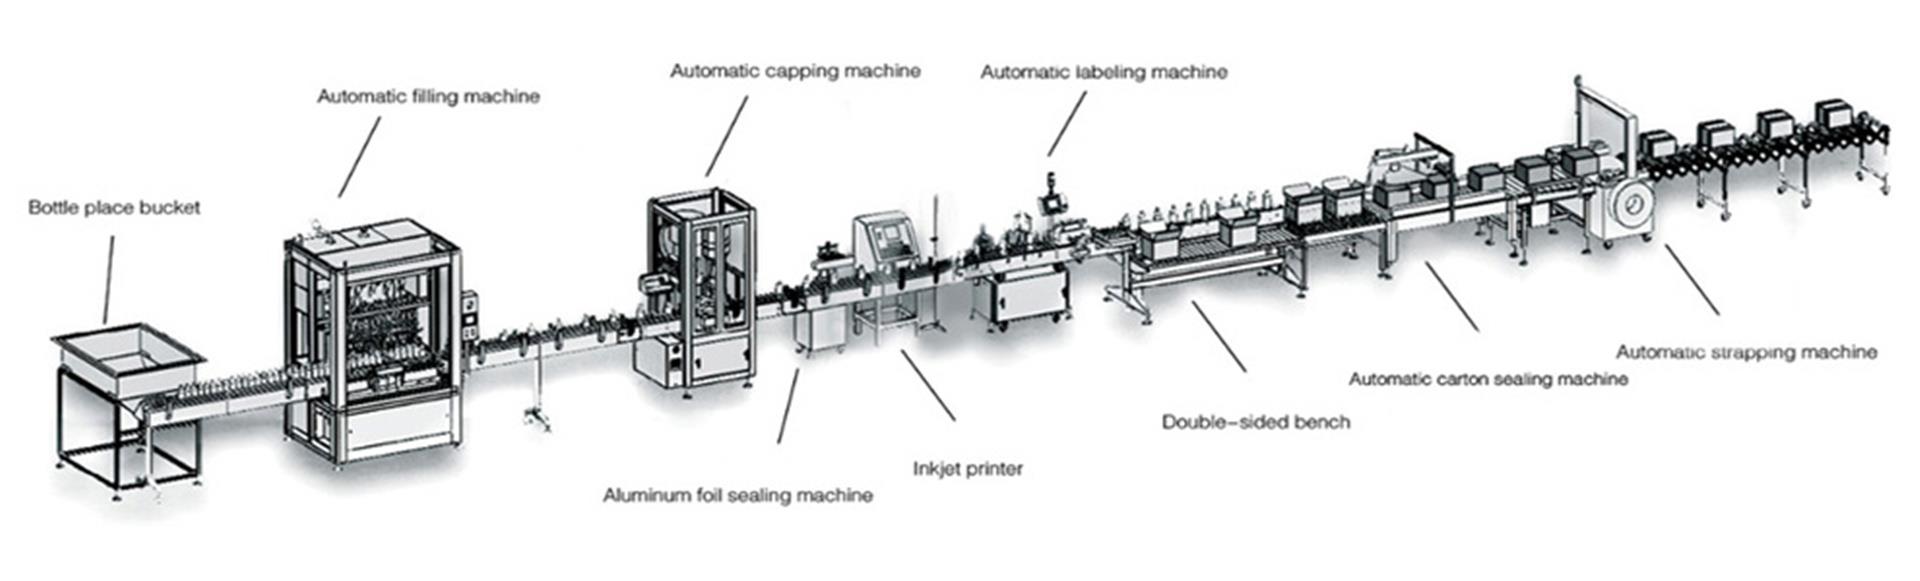 Bottle place bucket
Automatic filling machine
Automatic capping machine
Automatic labeling machine
Aluminum foil sealing machine
Inkjet printer
Double-sided bench
Automatic carton sealing machine
Automatic strapping machine